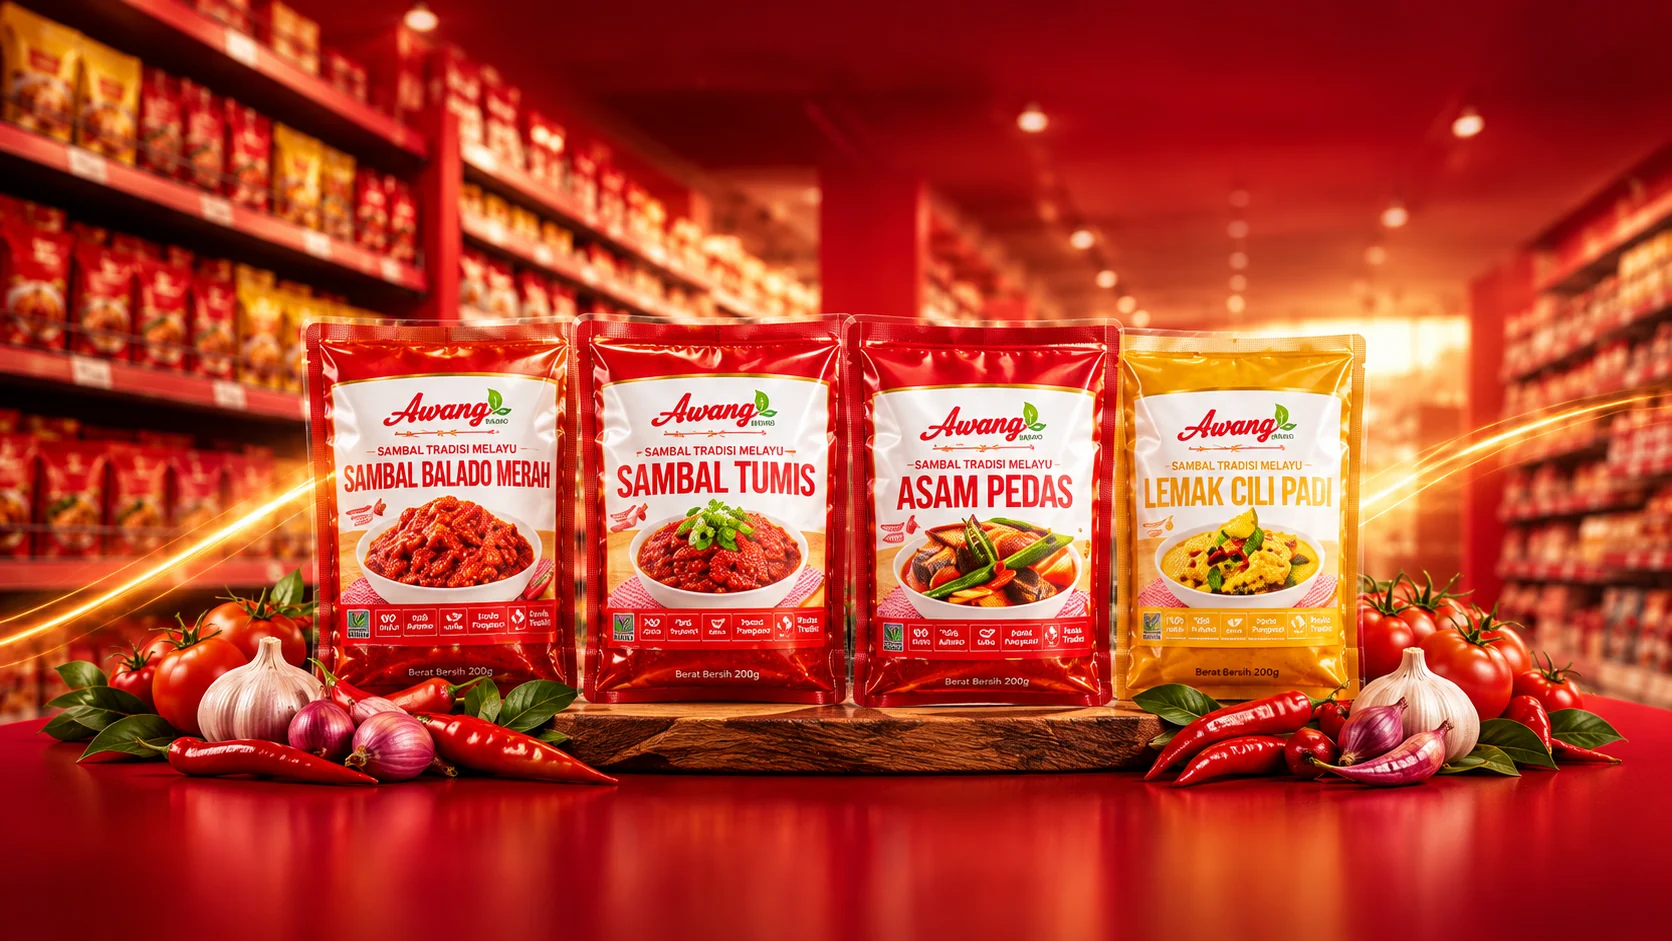 Awang
SAMBAL TRADISI MELAYU
SAMBAL BALADO MERAH
Berat Bersih 200g
Awang
SAMBAL TRADISI MELAYU
SAMBAL TUMIS
Berat Bersih 200g
Awang
SAMBAL TRADISI MELAYU
ASAM PEDAS
Berat Bersih 200g
Awang
SAMBAL TRADISI MELAYU
LEMAK CILI PADI
Berat Bersih 200g